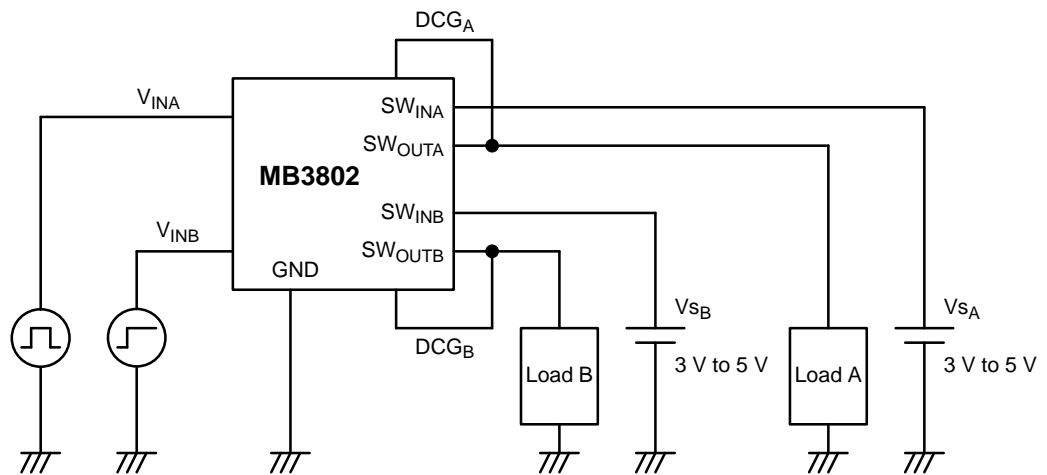 DCG_A
V_INA
SW_INA
SW_OUTA
MB3802
SW_INB
V_INB
SW_OUTB
GND
DCG_B
Load B
Vs_B
3 V to 5 V
Load A
Vs_A
3 V to 5 V